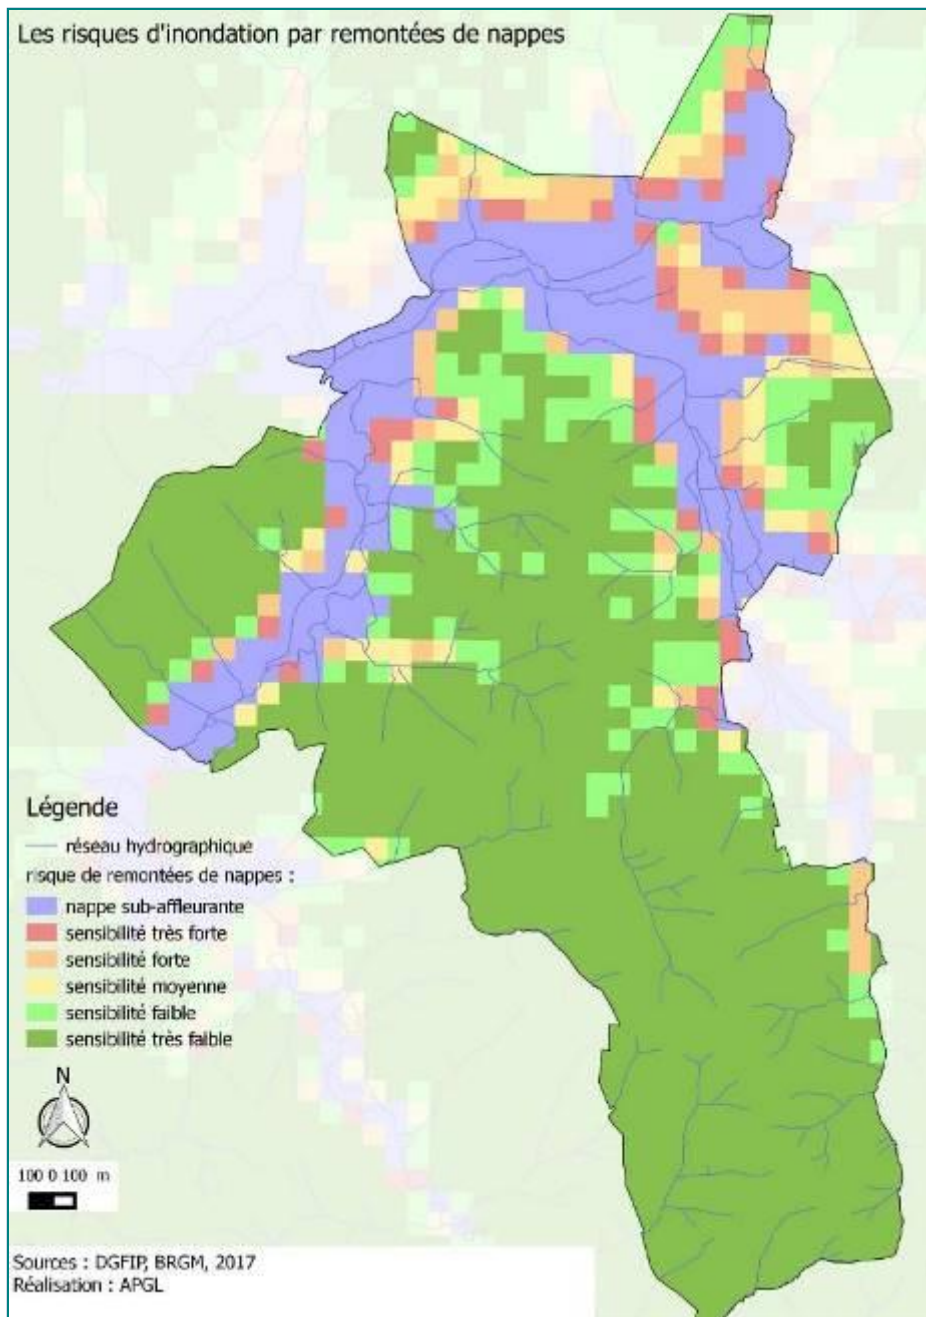 Les risques d'inondation par remontées de nappes
Légende
réseau hydrographique
risque de remontées de nappes :
nappe sub-affleurante
sensibilité très forte
sensibilité forte
sensibilité moyenne
sensibilité faible
sensibilité très faible
N
100 0 100 m
Sources : DGFIP, BRGM, 2017
Réalisation : APGL